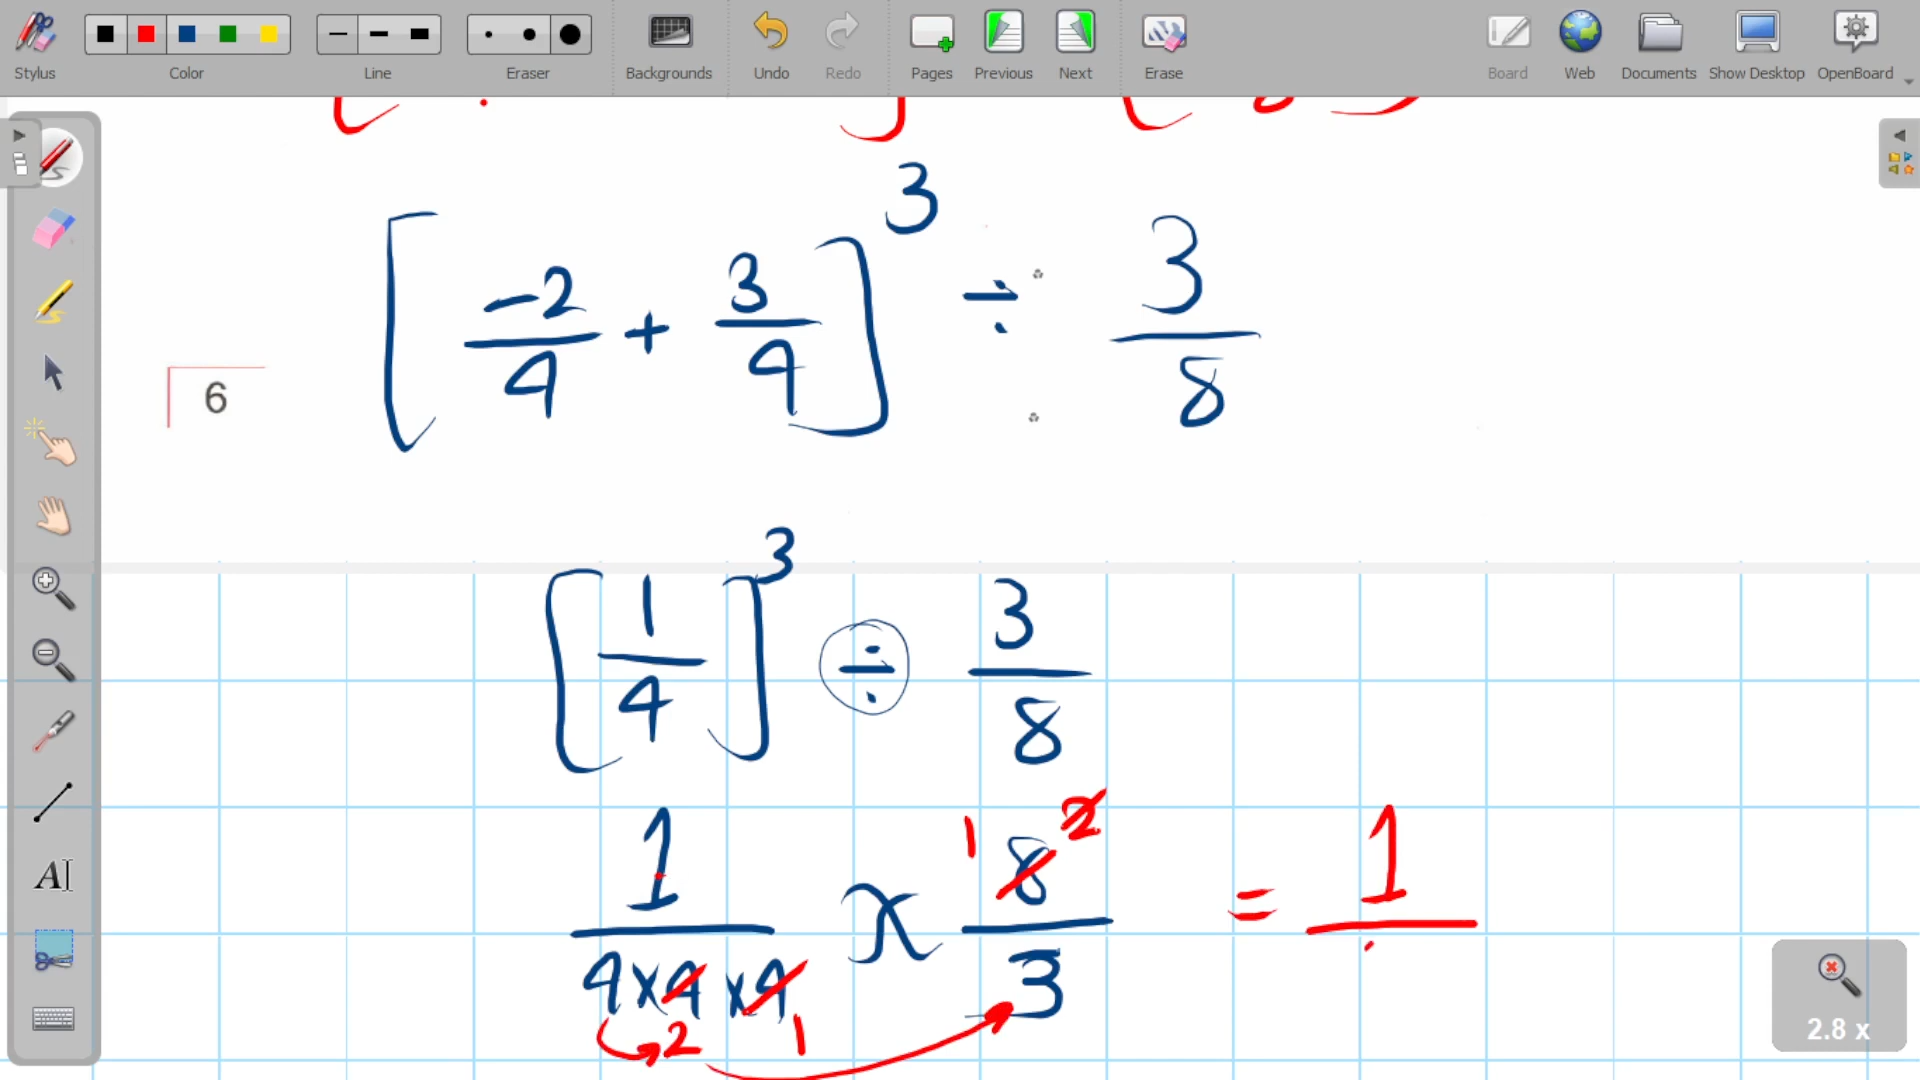 Stylus Color Line Eraser Backgrounds Undo Redo Pages Previous Next Erase Board Web Documents Show Desktop OpenBoard
[ -2/4 + 3/4 ]^3 ÷ 3/8
6
[ 1/4 ]^3 ÷ 3/8
1/(4 x 4 x 4) x 8/3 = 1
1 2
2 1
AI
2.8 x